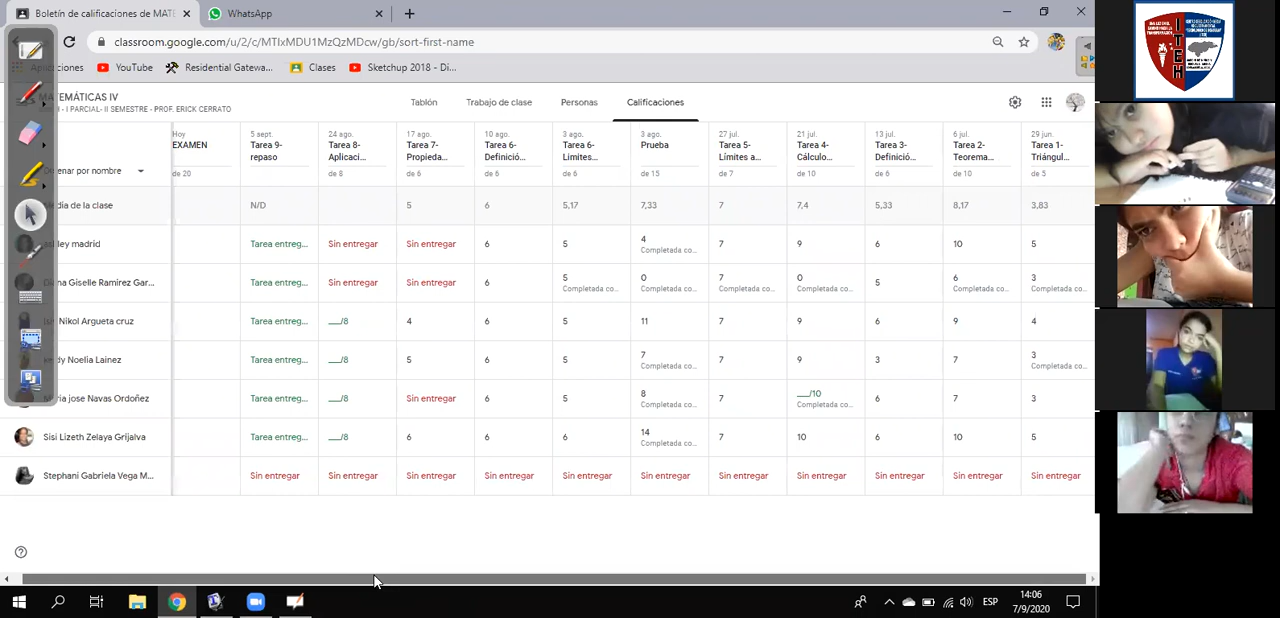 Boletín de calificaciones de MATE
WhatsApp
classroom.google.com/u/2/c/MTIxMDU1MzQzMDcw/gb/sort-first-name
Aplicaciones
YouTube
Residential Gatewa...
Clases
Sketchup 2018 - Di...
MATEMÁTICAS IV
I PARCIAL- II SEMESTRE - PROF. ERICK CERRATO
Tablón
Trabajo de clase
Personas
Calificaciones
Hoy 5 sept. 24 ago. 17 ago. 10 ago. 3 ago. 3 ago. 27 jul. 21 jul. 13 jul. 6 jul. 29 jun.
EXAMEN Tarea 9- Tarea 8- Tarea 7- Tarea 6- Tarea 6- Prueba Tarea 5- Tarea 4- Tarea 3- Tarea 2- Tarea 1-
repaso Aplicaci... Propieda... Definició... Limites... Límites a... Cálculo... Definició... Teorema... Triángul...
Ordenar por nombre
de 20 de 8 de 6 de 6 de 6 de 15 de 7 de 10 de 6 de 10 de 5
Media de la clase N/D 5 6 5,17 7,33 7 7,4 5,33 8,17 3,83
madrid Tarea entreg... Sin entregar Sin entregar 6 5 4 7 9 6 10 5
Completada co...
Giselle Ramirez Gar... Tarea entreg... Sin entregar Sin entregar 6 5 0 7 0 5 6 3
Completada co... Completada co... Completada co... Completada co... Completada co... Completada co...
Nikol Argueta cruz Tarea entreg... __/8 4 6 5 11 7 9 6 9 4
Noelia Lainez Tarea entreg... __/8 5 6 5 7 7 9 3 7 3
Completada co... Completada co...
jose Navas Ordoñez Tarea entreg... __/8 Sin entregar 6 5 8 7 __/10 6 7 3
Completada co... Completada co...
Sisi Lizeth Zelaya Grijalva Tarea entreg... __/8 6 6 6 14 7 10 6 10 5
Completada co...
Stephani Gabriela Vega M... Sin entregar Sin entregar Sin entregar Sin entregar Sin entregar Sin entregar Sin entregar Sin entregar Sin entregar Sin entregar Sin entregar
ESP
14:06
7/9/2020
ITEH